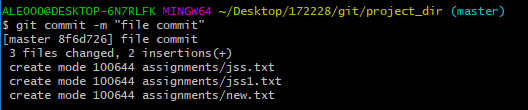 ALEOOO@DESKTOP-6N7RLFK MINGW64 ~/Desktop/172228/git/project_dir (master)
$ git commit -m "file commit"
[master 8f6d726] file commit
 3 files changed, 2 insertions(+)
 create mode 100644 assignments/jss.txt
 create mode 100644 assignments/jss1.txt
 create mode 100644 assignments/new.txt